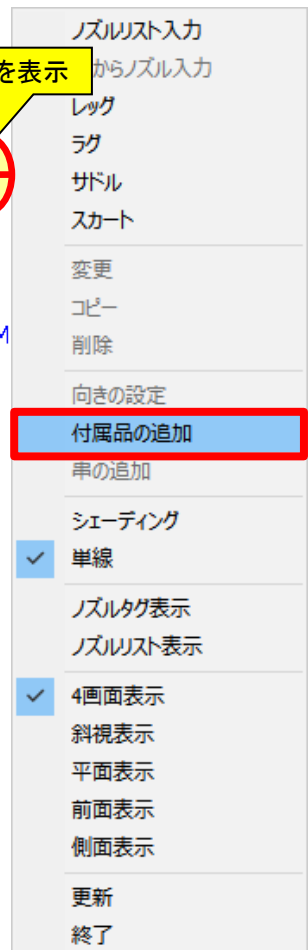 ノズルリスト入力
を表示
からノズル入力
レッグ
ラグ
サドル
スカート
変更
コピー
M
削除
向きの設定
付属品の追加
串の追加
シェーディング
単線
ノズルタグ表示
ノズルリスト表示
4画面表示
斜視表示
平面表示
前面表示
側面表示
更新
終了